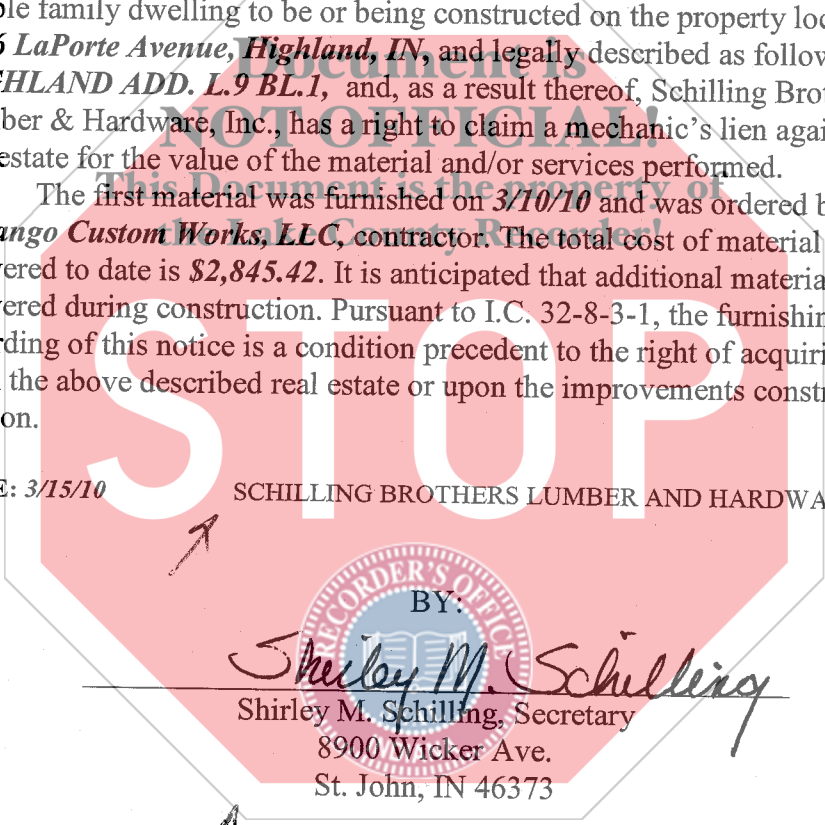 le family dwelling to be or being constructed on the property loc
LaPorte Avenue, Highland, IN, and legally described as follow
HLAND ADD. L.9 BL.1, and, as a result thereof, Schilling Brot
ber & Hardware, Inc., has a right to claim a mechanic's lien agai
estate for the value of the material and/or services performed.
The first material was furnished on 3/10/10 and was ordered b
ango Custom Works, LLC, contractor. The total cost of material
ered to date is $2,845.42. It is anticipated that additional materia
ered during construction. Pursuant to I.C. 32-8-3-1, the furnishin
rding of this notice is a condition precedent to the right of acquiri
the above described real estate or upon the improvements constr
on.
E: 3/15/10 SCHILLING BROTHERS LUMBER AND HARDWA
BY:
Shirley M. Schilling
Shirley M. Schilling, Secretary
8900 Wicker Ave.
St. John, IN 46373
Document is
NOT OFFICIAL!
This Document is the property of
the Lake County Recorder!
STOP
RECORDER'S OFFICE